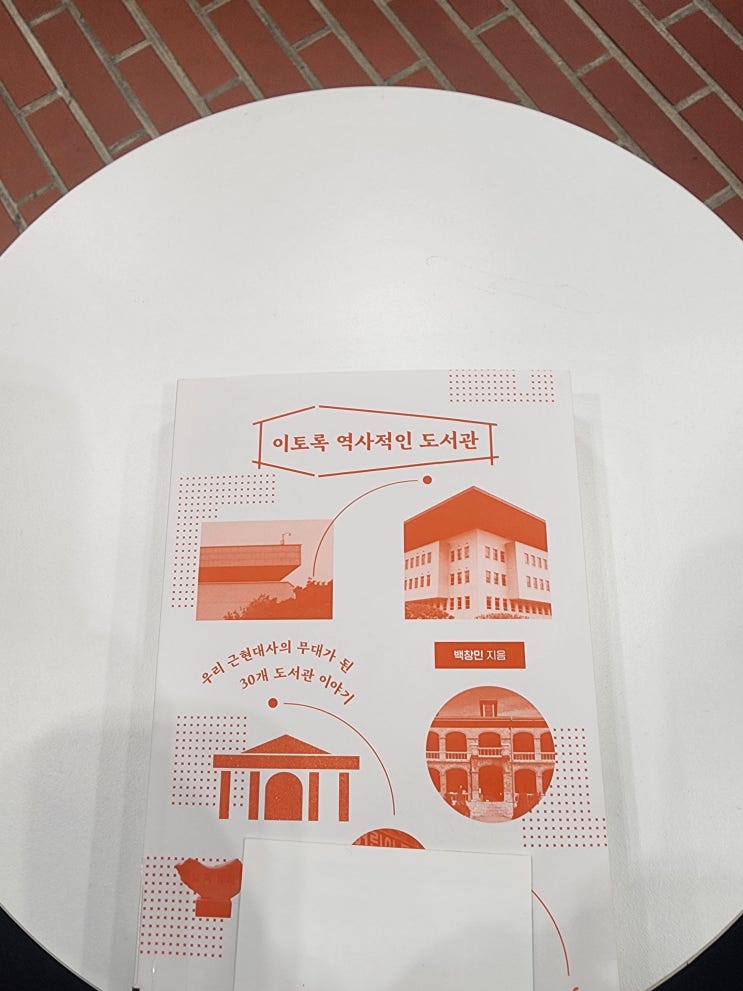 이토록 역사적인 도서관
백창민 지음
우리 근현대사의 무대가 된
30개 도서관 이야기